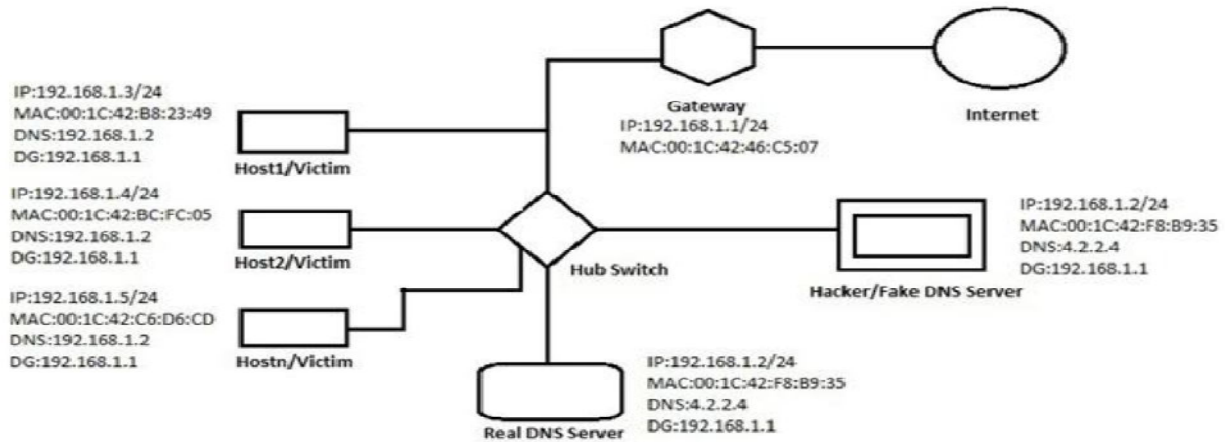 IP:192.168.1.3/24
MAC:00:1C:42:B8:23:49
DNS:192.168.1.2
DG:192.168.1.1
Host1/Victim
IP:192.168.1.4/24
MAC:00:1C:42:BC:FC:05
DNS:192.168.1.2
DG:192.168.1.1
Host2/Victim
IP:192.168.1.5/24
MAC:00:1C:42:C6:D6:CD
DNS:192.168.1.2
DG:192.168.1.1
Hostn/Victim
Gateway
IP:192.168.1.1/24
MAC:00:1C:42:46:C5:07
Internet
Hub Switch
IP:192.168.1.2/24
MAC:00:1C:42:F8:B9:35
DNS:4.2.2.4
DG:192.168.1.1
Hacker/Fake DNS Server
IP:192.168.1.2/24
MAC:00:1C:42:F8:B9:35
DNS:4.2.2.4
DG:192.168.1.1
Real DNS Server